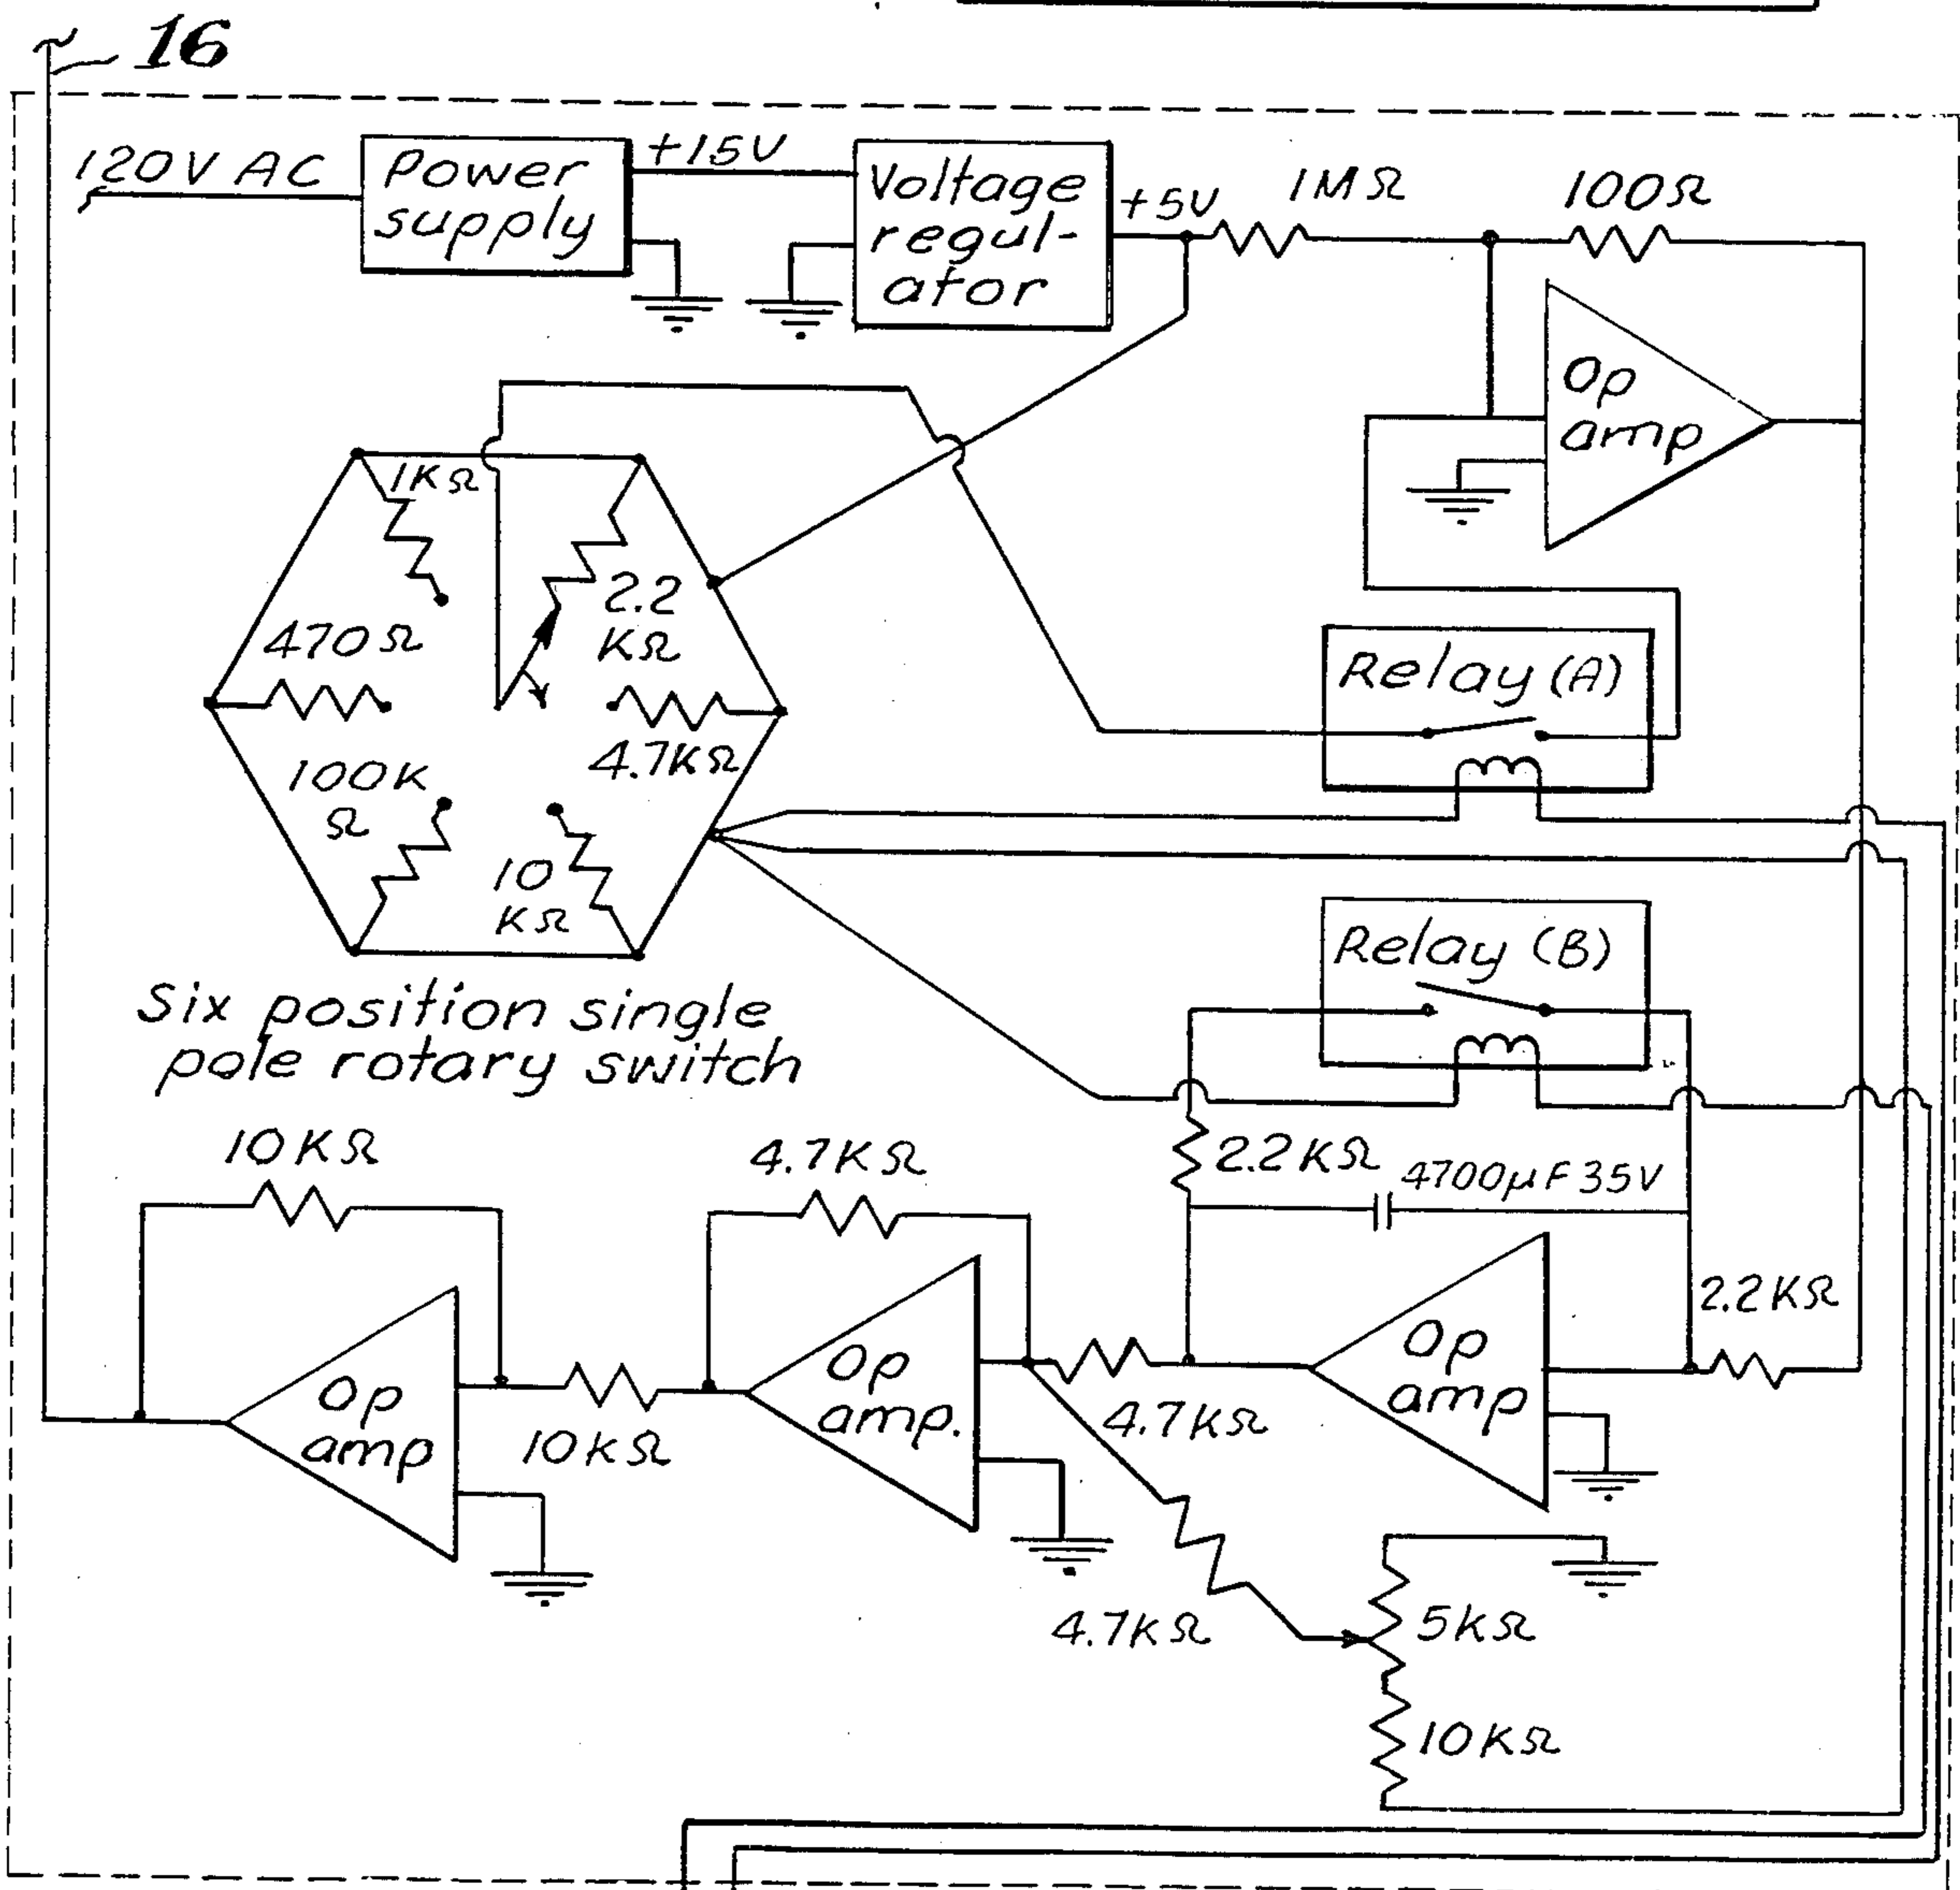 16
120V AC
Power
supply
+15V
Voltage
regul-
ator
+5V
1MΩ
100Ω
Op
amp
1KΩ
2.2
KΩ
470Ω
4.7KΩ
100K
Ω
10
KΩ
Relay (A)
Relay (B)
Six position single
pole rotary switch
10KΩ
4.7KΩ
2.2KΩ
4700μF35V
2.2KΩ
Op
amp
Op
amp.
Op
amp
10KΩ
4.7KΩ
4.7KΩ
5KΩ
10KΩ